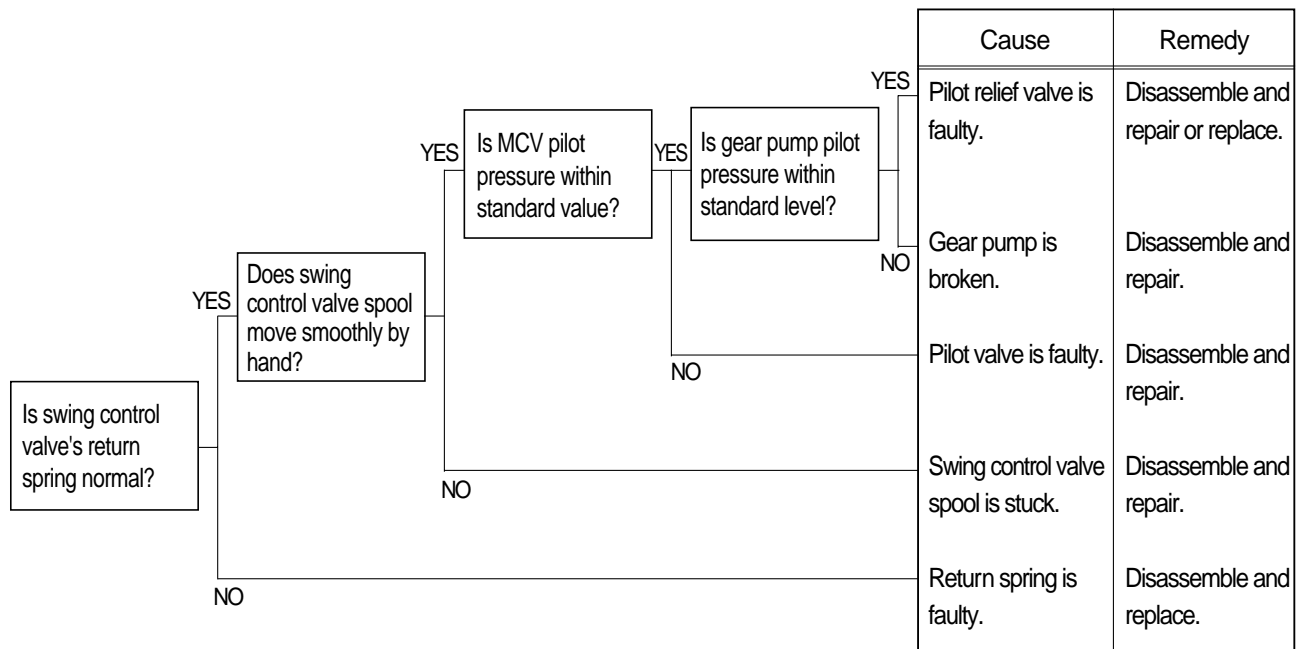 Cause
Remedy
YES
Pilot relief valve is
faulty.
Disassemble and
repair or replace.
YES
Is MCV pilot
pressure within
standard value?
YES
Is gear pump pilot
pressure within
standard level?
NO
Gear pump is
broken.
Disassemble and
repair.
YES
Does swing
control valve spool
move smoothly by
hand?
NO
Pilot valve is faulty.
Disassemble and
repair.
Is swing control
valve's return
spring normal?
NO
Swing control valve
spool is stuck.
Disassemble and
repair.
NO
Return spring is
faulty.
Disassemble and
replace.